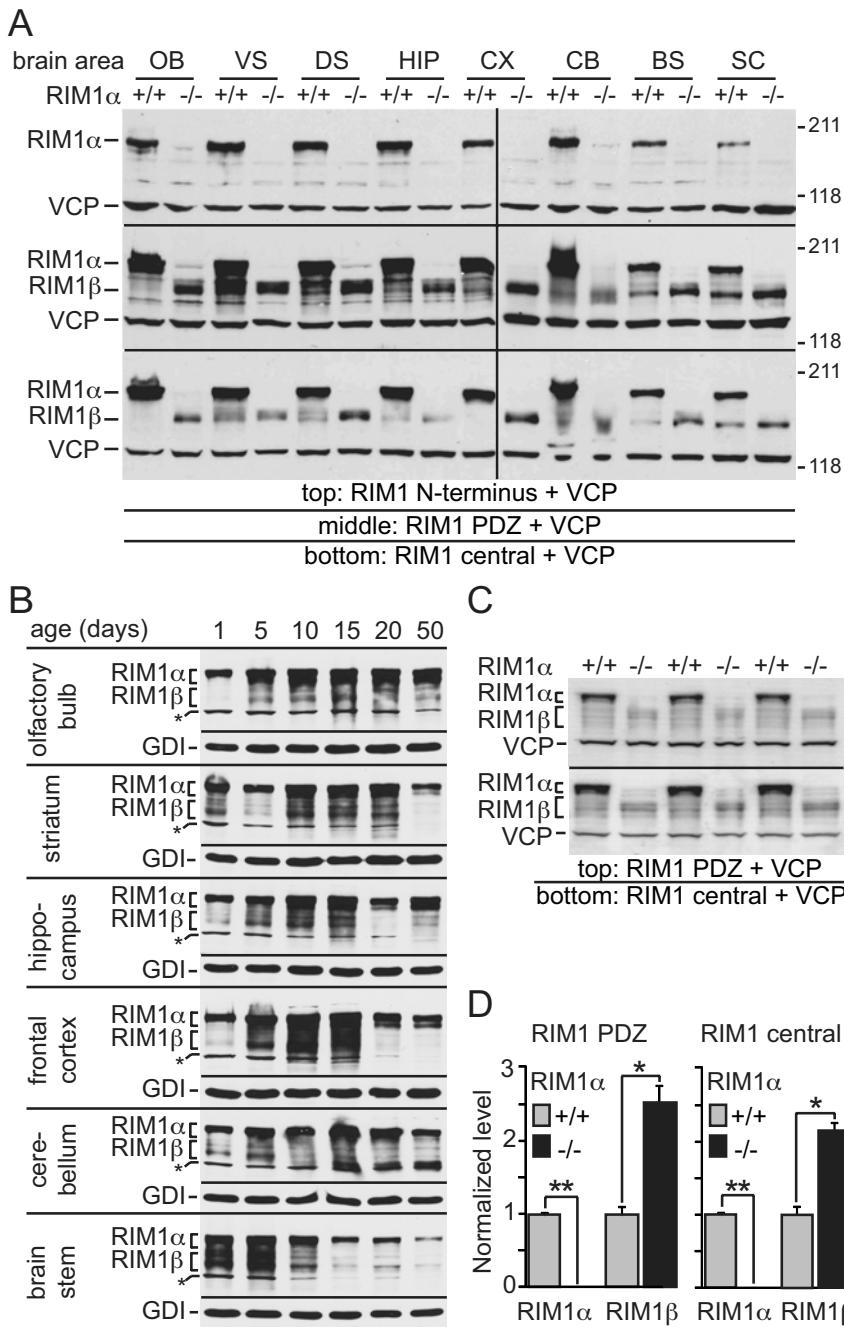 A
brain area OB VS DS HIP CX CB BS SC
RIM1α +/+ -/- +/+ -/- +/+ -/- +/+ -/- +/+ -/- +/+ -/- +/+ -/- +/+ -/-
RIM1α
VCP
211
118
RIM1α
RIM1β
VCP
211
118
RIM1α
RIM1β
VCP
211
118
top: RIM1 N-terminus + VCP
middle: RIM1 PDZ + VCP
bottom: RIM1 central + VCP
B
age (days) 1 5 10 15 20 50
olfactory bulb
RIM1α
RIM1β
*
GDI
striatum
RIM1α
RIM1β
*
GDI
hippo-
campus
RIM1α
RIM1β
*
GDI
frontal cortex
RIM1α
RIM1β
*
GDI
cere-
bellum
RIM1α
RIM1β
*
GDI
brain stem
RIM1α
RIM1β
*
GDI
C
RIM1α +/+ -/- +/+ -/- +/+ -/-
RIM1α
RIM1β
VCP
RIM1α
RIM1β
VCP
top: RIM1 PDZ + VCP
bottom: RIM1 central + VCP
D
RIM1 PDZ
RIM1 central
Normalized level
3
2
1
0
RIM1α
+/+
-/-
**
*
RIM1α RIM1β
RIM1α
+/+
-/-
**
*
RIM1α RIM1β